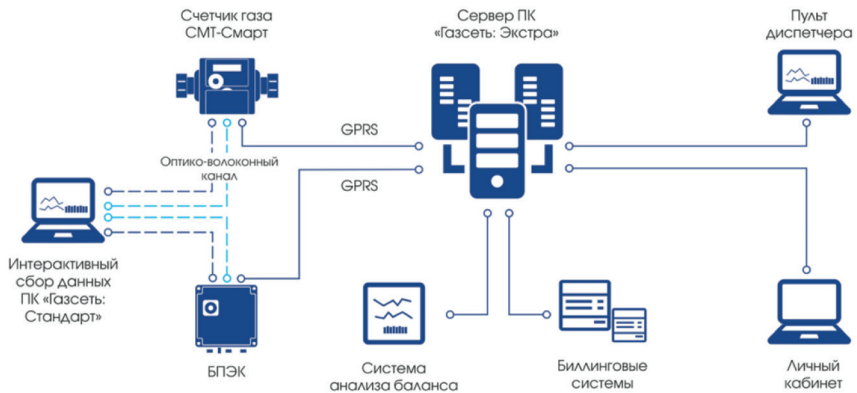 Счетчик газа
СМТ-Смарт
Сервер ПК
«Газсеть: Экстра»
Пульт
диспетчера
GPRS
Оптико-волоконный
канал
GPRS
Интерактивный
сбор данных
ПК «Газсеть:
Стандарт»
БПЭК
Система
анализа баланса
Биллинговые
системы
Личный
кабинет